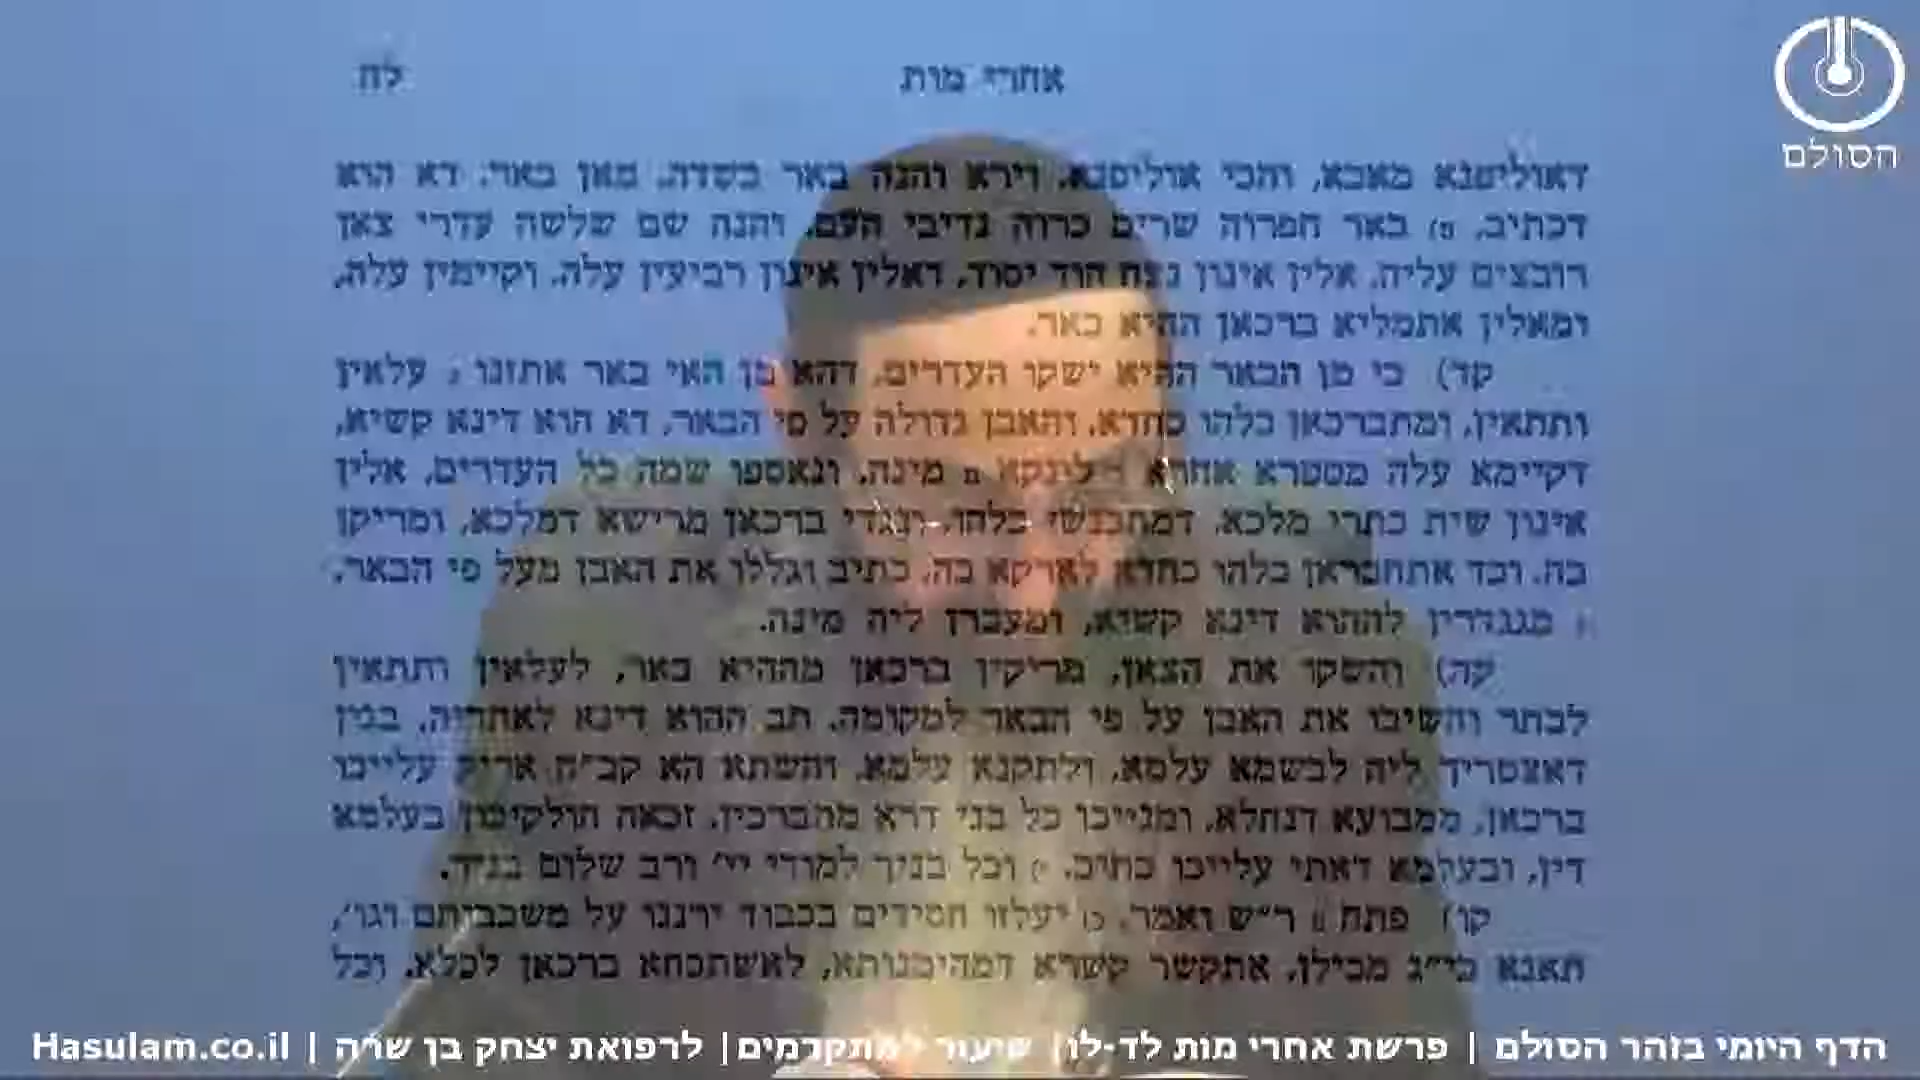 אחרי מות לה
הסולם
דאוליפנא מאבא, והכי אוליפנא. וירא והנה באר בשדה. מאן באר. דא הוא
דכתיב, פ) באר חפרוה שרים כרוה נדיבי העם. והנה שם שלשה עדרי צאן
רובצים עליה. אלין אינון נצח הוד יסוד. דאלין אינון רביעין עלה. וקיימין עלה,
ומאלין אתמליא ברכאן ההיא באר.
קד) כי מן הבאר ההיא ישקו העדרים. דהא מן האי באר אתזנו עלאין
ותתאין. ומתברכאן כלהו כחדא. והאבן גדולה על פי הבאר. דא הוא דינא קשיא,
דקיימא עלה מסטרא אחרא לינקא מינה. ונאספו שמה כל העדרים. אלין
אינון שית כתרי מלכא. דמתכנשי כלהו. ונגדי ברכאן מרישא דמלכא, ומריקן
בה. וכד אתחבראן כלהו כחדא לארקא בה. כתיב וגללו את האבן מעל פי הבאר.
מגנדרין לההוא דינא קשיא, ומעברן ליה מינה.
קה) והשקו את הצאן. מריקין ברכאן מההיא באר, לעלאין ותתאין
לבתר והשיבו את האבן על פי הבאר למקומה. תב ההוא דינא לאתריה, בגין
דאצטריך ליה לבשמא עלמא. ולתקנא עלמא. והשתא הא קב״ה אריק עלייכו
ברכאן, ממבועא דנחלא. ומנייכו כל בני דרא מתברכין. זכאה חולקיכון בעלמא
דין, ובעלמא דאתי עלייכו כתיב. וכל בניך למודי יי׳ ורב שלום בניך.
קו) פתח ר״ש ואמר. כ) יעלזו חסידים בכבוד ירננו על משכבותם וגו׳,
תאנא בי״ג מכילן. אתקשר קשרא דמהימנותא, לאשתכחא ברכאן לכלא. וכל
הדף היומי בזהר הסולם | פרשת אחרי מות לד-לו | שיעור למתקדמים | לרפואת יצחק בן שרה | Hasulam.co.il